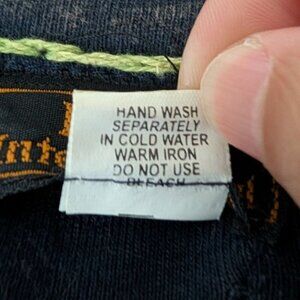 HAND WASH
SEPARATELY
IN COLD WATER
WARM IRON
DO NOT USE
BLEACH